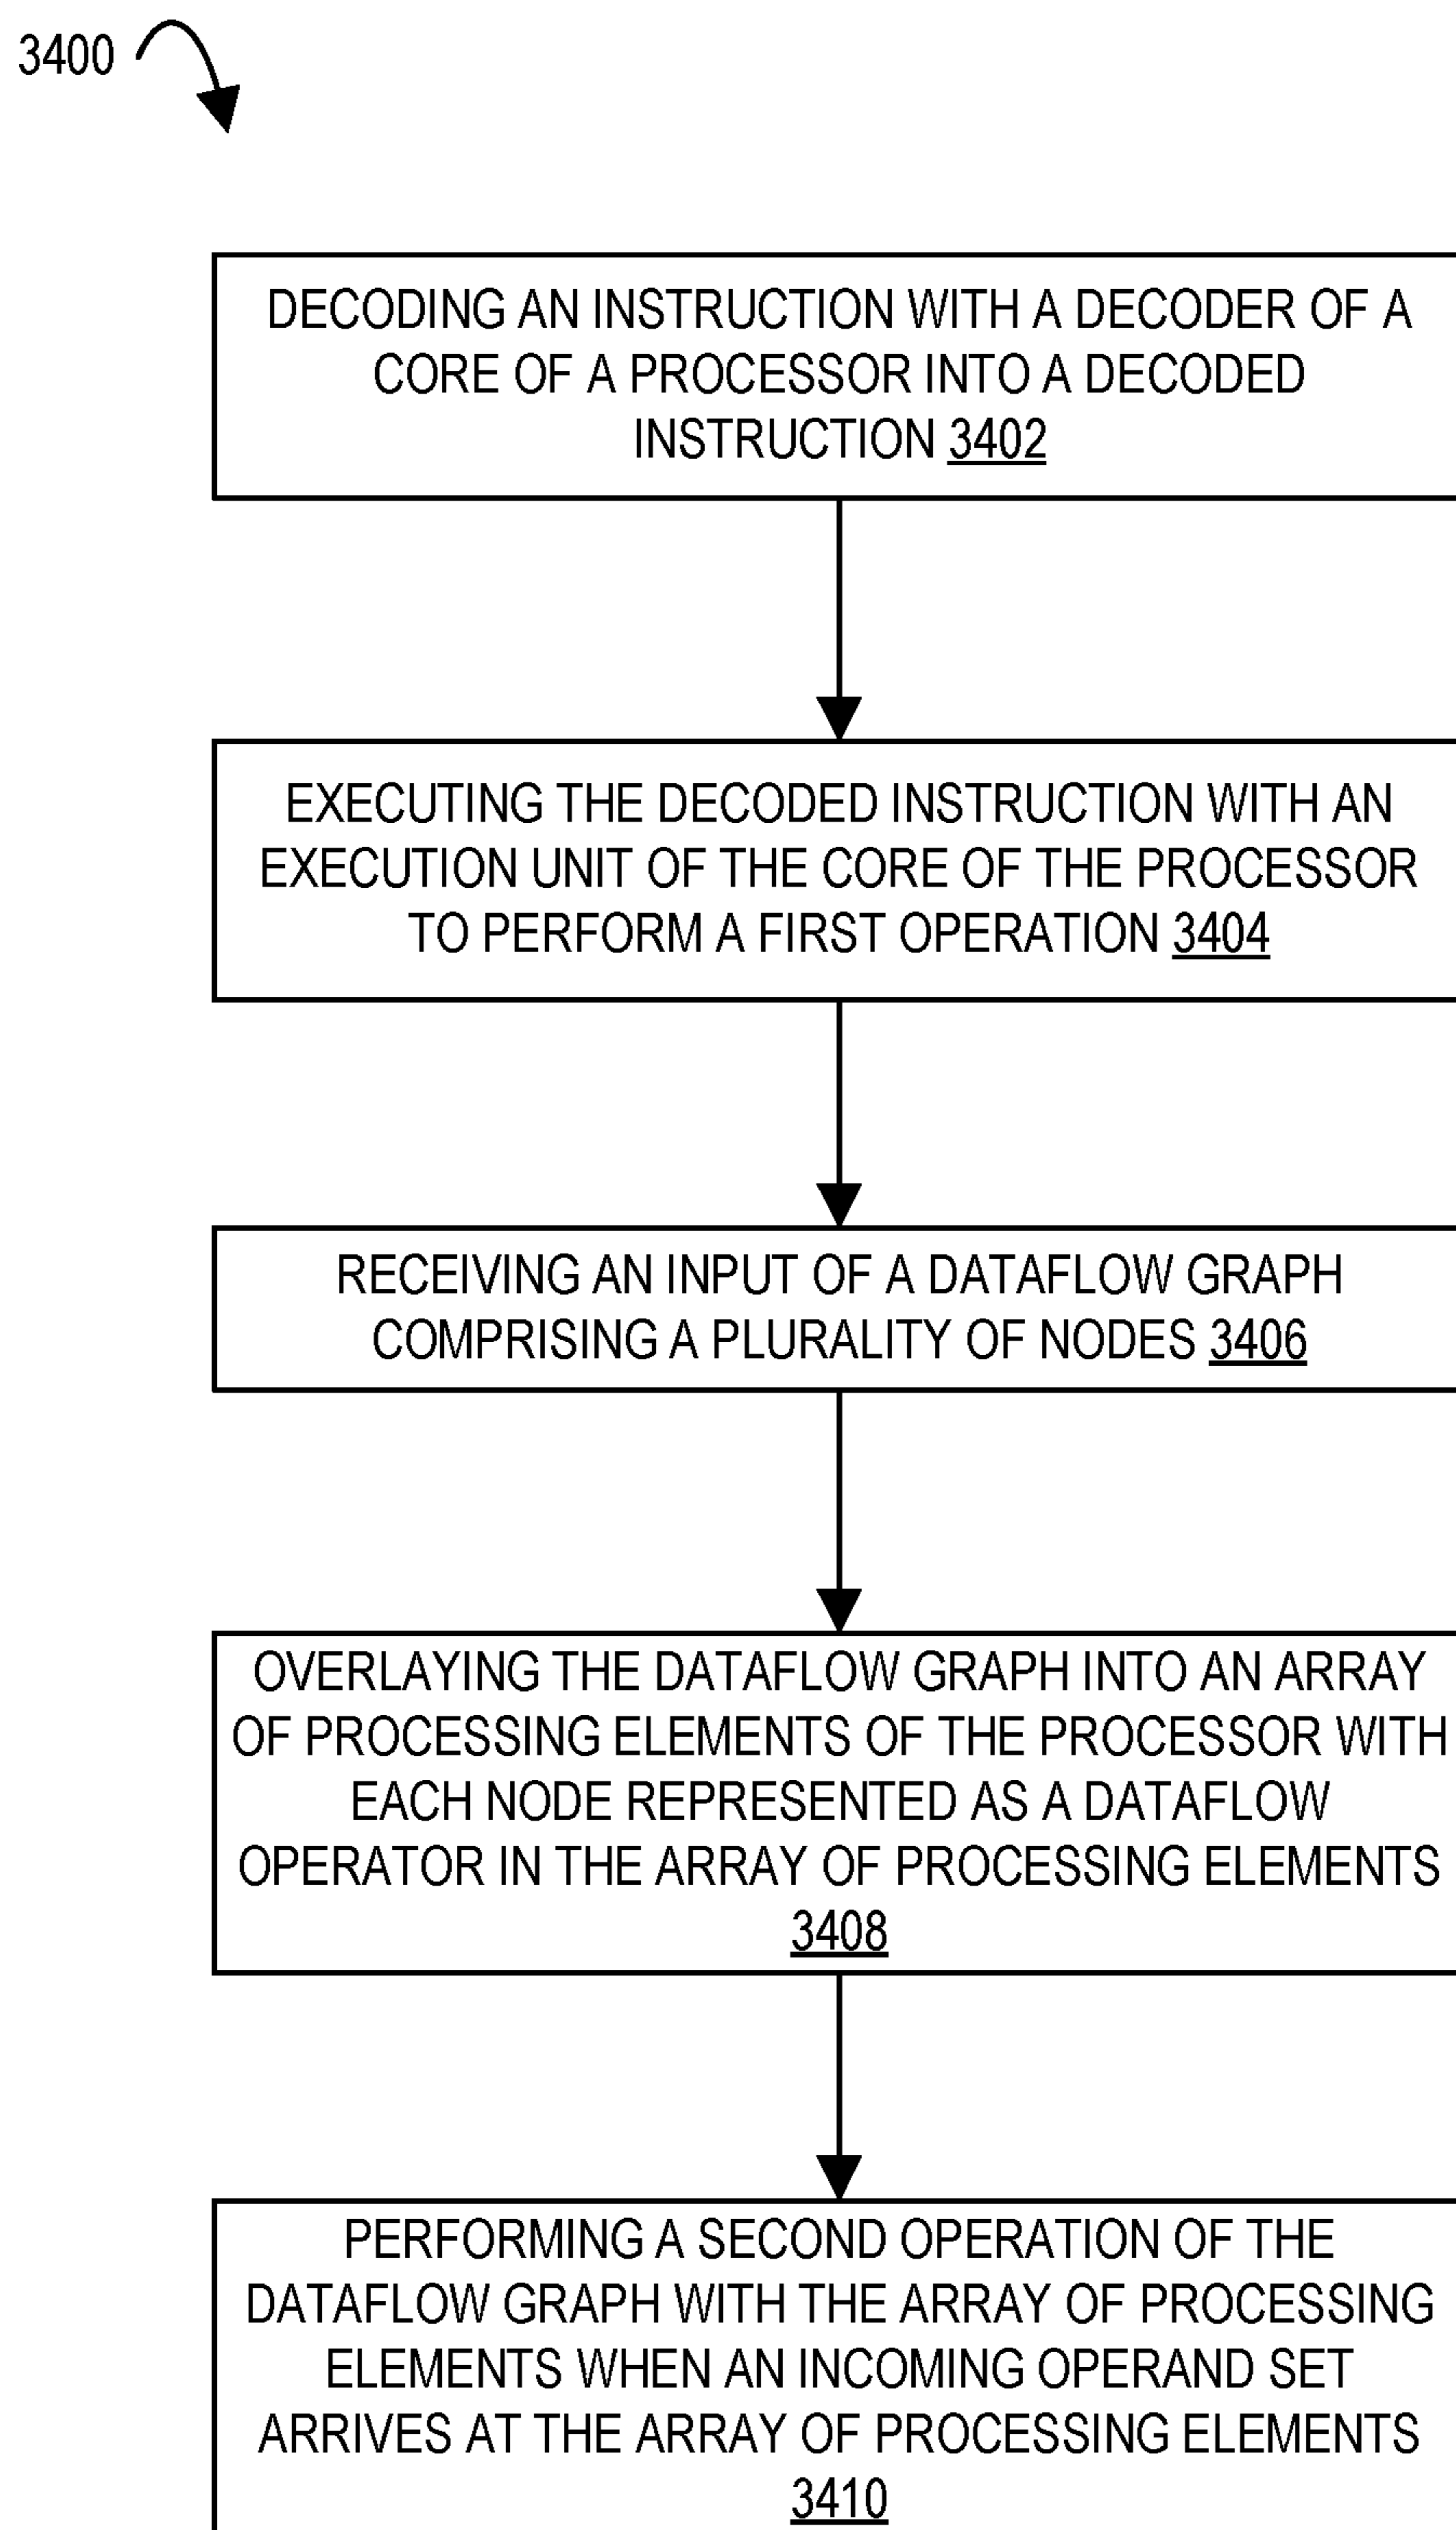 3400
DECODING AN INSTRUCTION WITH A DECODER OF A
CORE OF A PROCESSOR INTO A DECODED
INSTRUCTION 3402
EXECUTING THE DECODED INSTRUCTION WITH AN
EXECUTION UNIT OF THE CORE OF THE PROCESSOR
TO PERFORM A FIRST OPERATION 3404
RECEIVING AN INPUT OF A DATAFLOW GRAPH
COMPRISING A PLURALITY OF NODES 3406
OVERLAYING THE DATAFLOW GRAPH INTO AN ARRAY
OF PROCESSING ELEMENTS OF THE PROCESSOR WITH
EACH NODE REPRESENTED AS A DATAFLOW
OPERATOR IN THE ARRAY OF PROCESSING ELEMENTS
3408
PERFORMING A SECOND OPERATION OF THE
DATAFLOW GRAPH WITH THE ARRAY OF PROCESSING
ELEMENTS WHEN AN INCOMING OPERAND SET
ARRIVES AT THE ARRAY OF PROCESSING ELEMENTS
3410